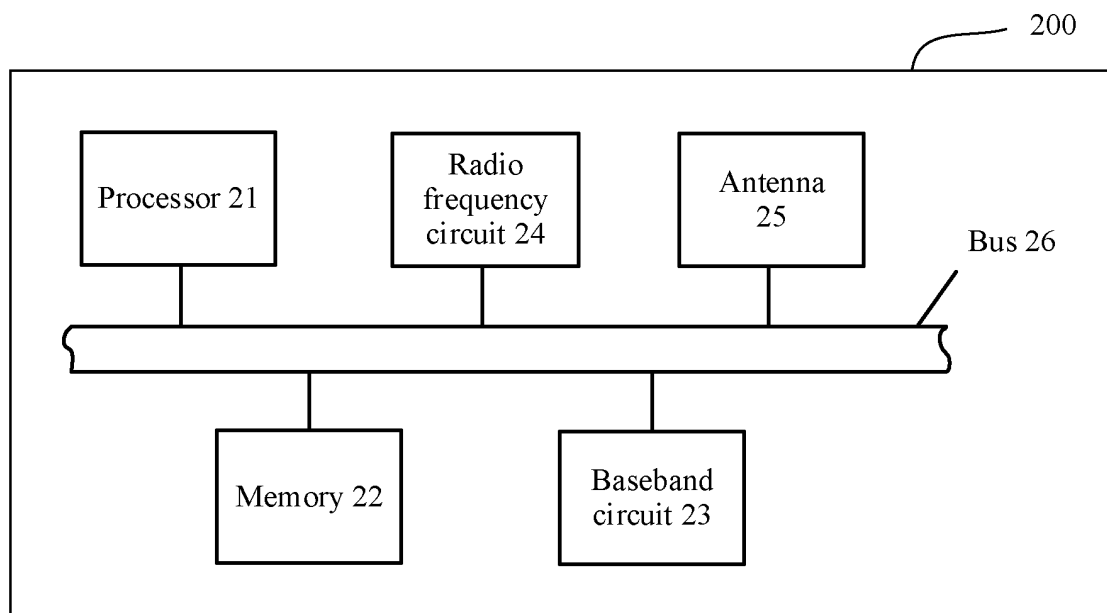 200
Processor 21
Radio
frequency
circuit 24
Antenna
25
Bus 26
Memory 22
Baseband
circuit 23